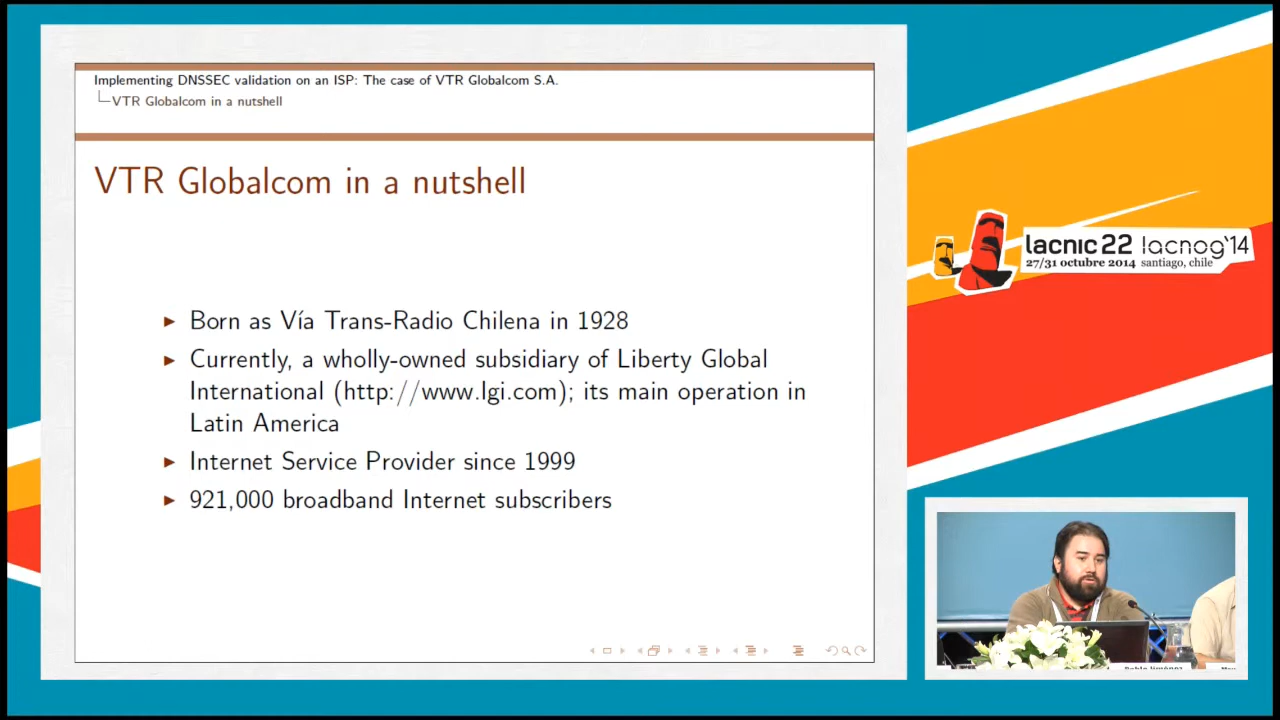 Implementing DNSSEC validation on an ISP: The case of VTR Globalcom S.A.
VTR Globalcom in a nutshell
VTR Globalcom in a nutshell
Born as Vía Trans-Radio Chilena in 1928
Currently, a wholly-owned subsidiary of Liberty Global
International (http://www.lgi.com); its main operation in
Latin America
Internet Service Provider since 1999
921,000 broadband Internet subscribers
lacnic 22 lacnog'14
27/31 octubre 2014 santiago, chile
Pablo Jiménez